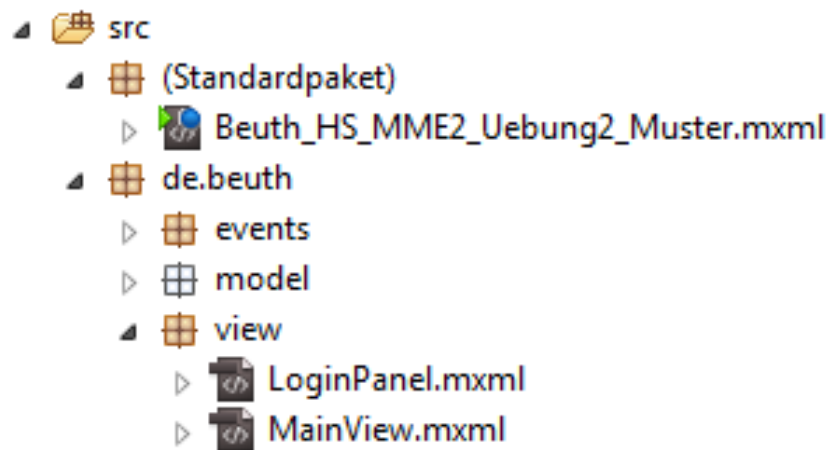 src
(Standardpaket)
Beuth_HS_MME2_Uebung2_Muster.mxml
de.beuth
events
model
view
LoginPanel.mxml
MainView.mxml